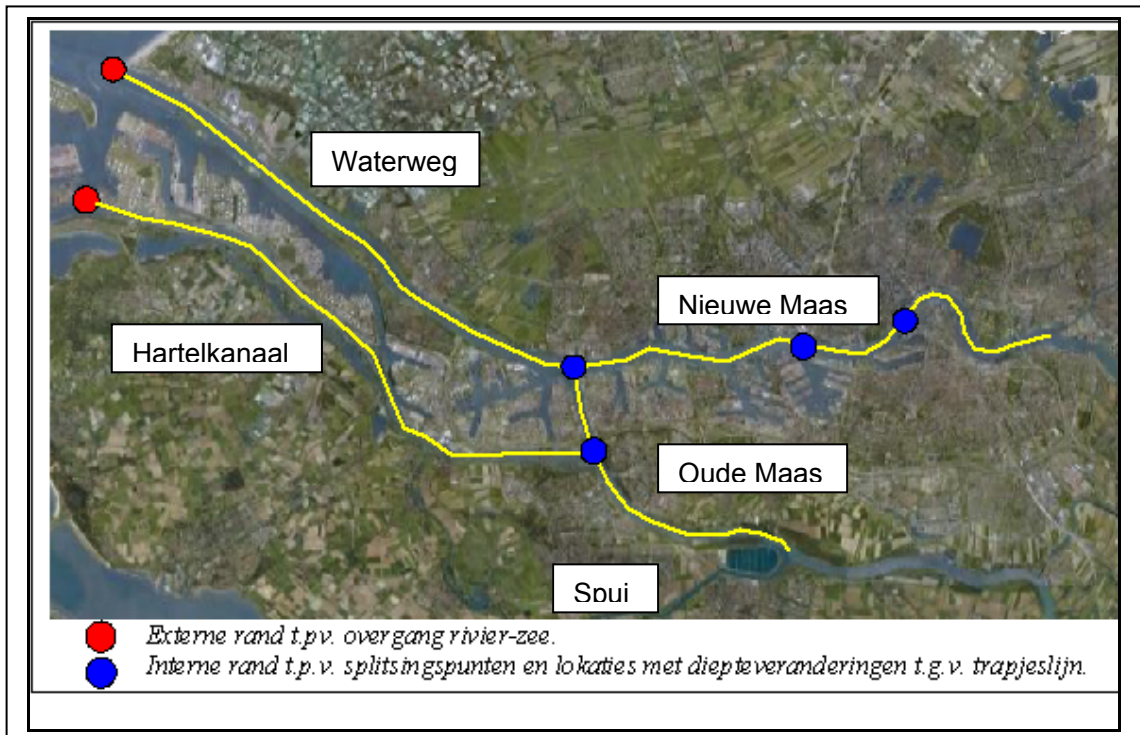 Waterweg
Nieuwe Maas
Hartelkanaal
Oude Maas
Spui
Externe rand t.pv. overgang rivier-zee.
Interne rand t.p.v. splitsingspunten en lokaties met diepteveranderingen t.g.v. trapjeslijn.